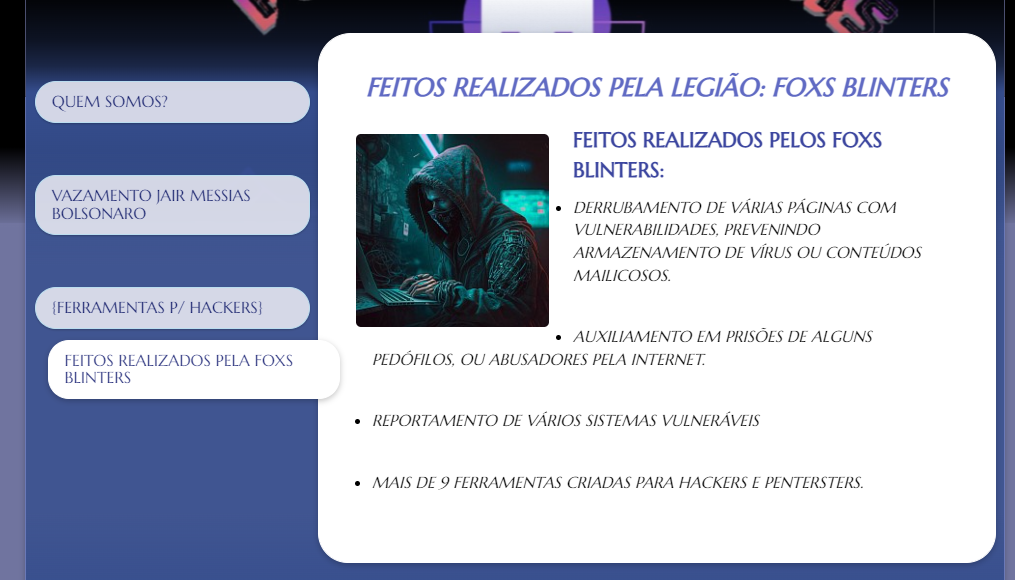 QUEM SOMOS?
VAZAMENTO JAIR MESSIAS
BOLSONARO
{FERRAMENTAS P/ HACKERS}
FEITOS REALIZADOS PELA FOXS
BLINTERS
FEITOS REALIZADOS PELA LEGIÃO: FOXS BLINTERS
FEITOS REALIZADOS PELOS FOXS
BLINTERS:
DERRUBAMENTO DE VÁRIAS PÁGINAS COM
VULNERABILIDADES, PREVENINDO
ARMAZENAMENTO DE VÍRUS OU CONTEÚDOS
MAILICOSOS.
AUXILIAMENTO EM PRISÕES DE ALGUNS
PEDÓFILOS, OU ABUSADORES PELA INTERNET.
REPORTAMENTO DE VÁRIOS SISTEMAS VULNERÁVEIS
MAIS DE 9 FERRAMENTAS CRIADAS PARA HACKERS E PENTERSTERS.